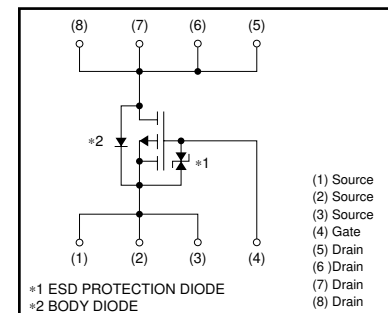 (8) (7) (6) (5)
*2
*1
(1) (2) (3) (4)
(1) Source
(2) Source
(3) Source
(4) Gate
(5) Drain
(6 )Drain
(7) Drain
(8) Drain
*1 ESD PROTECTION DIODE
*2 BODY DIODE